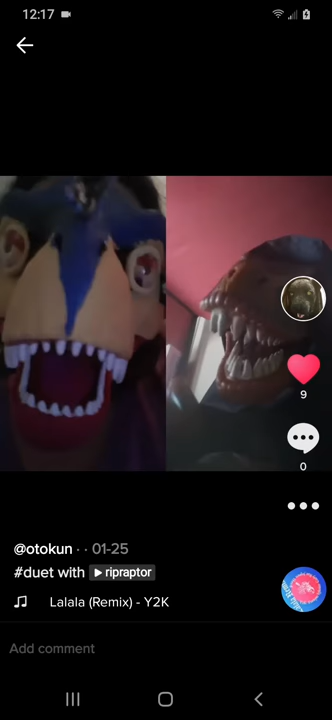 12:17
9
0
@otokun · · 01-25
#duet with ▶ripraptor
Lalala (Remix) - Y2K
Add comment